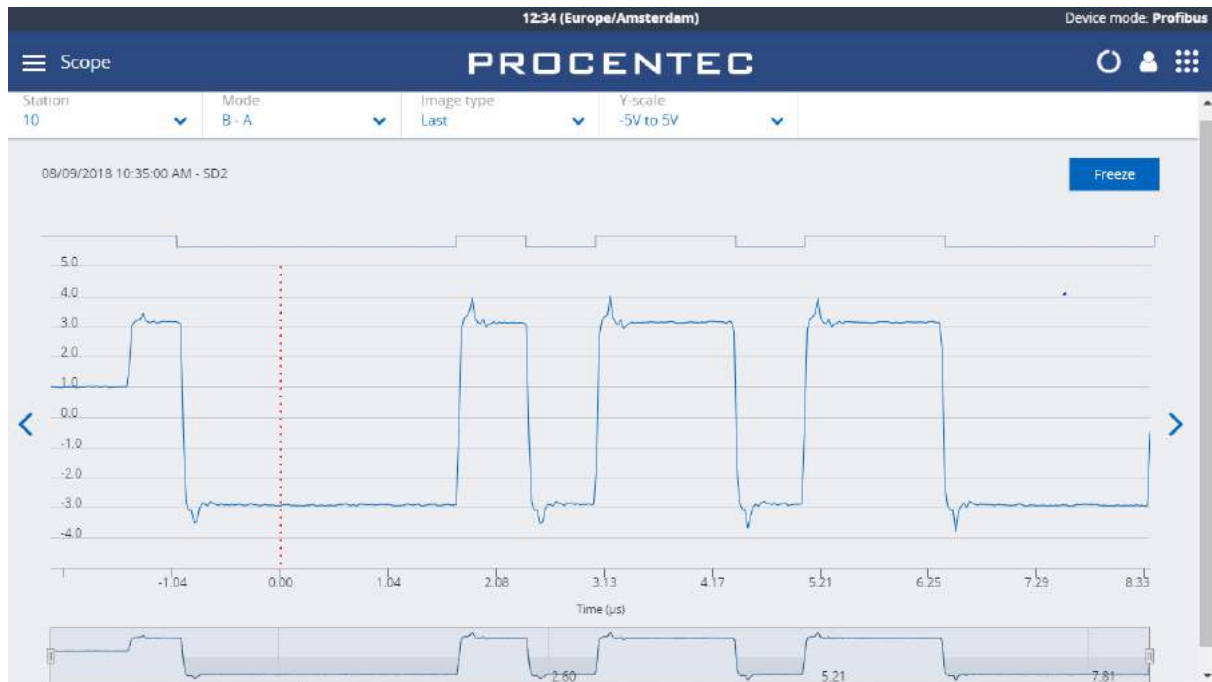 12:34 (Europe/Amsterdam) Device mode: Profibus
Scope PROCENTEC
Station Mode Image type Y-scale
10 B - A Last -5V to 5V
08/09/2018 10:35:00 AM - SD2 Freeze
5.0
4.0
3.0
2.0
1.0
0.0
-1.0
-2.0
-3.0
-4.0
-1.04 0.00 1.04 2.08 3.13 4.17 5.21 6.25 7.29 8.33
Time (µs)
2.60 5.21 7.81